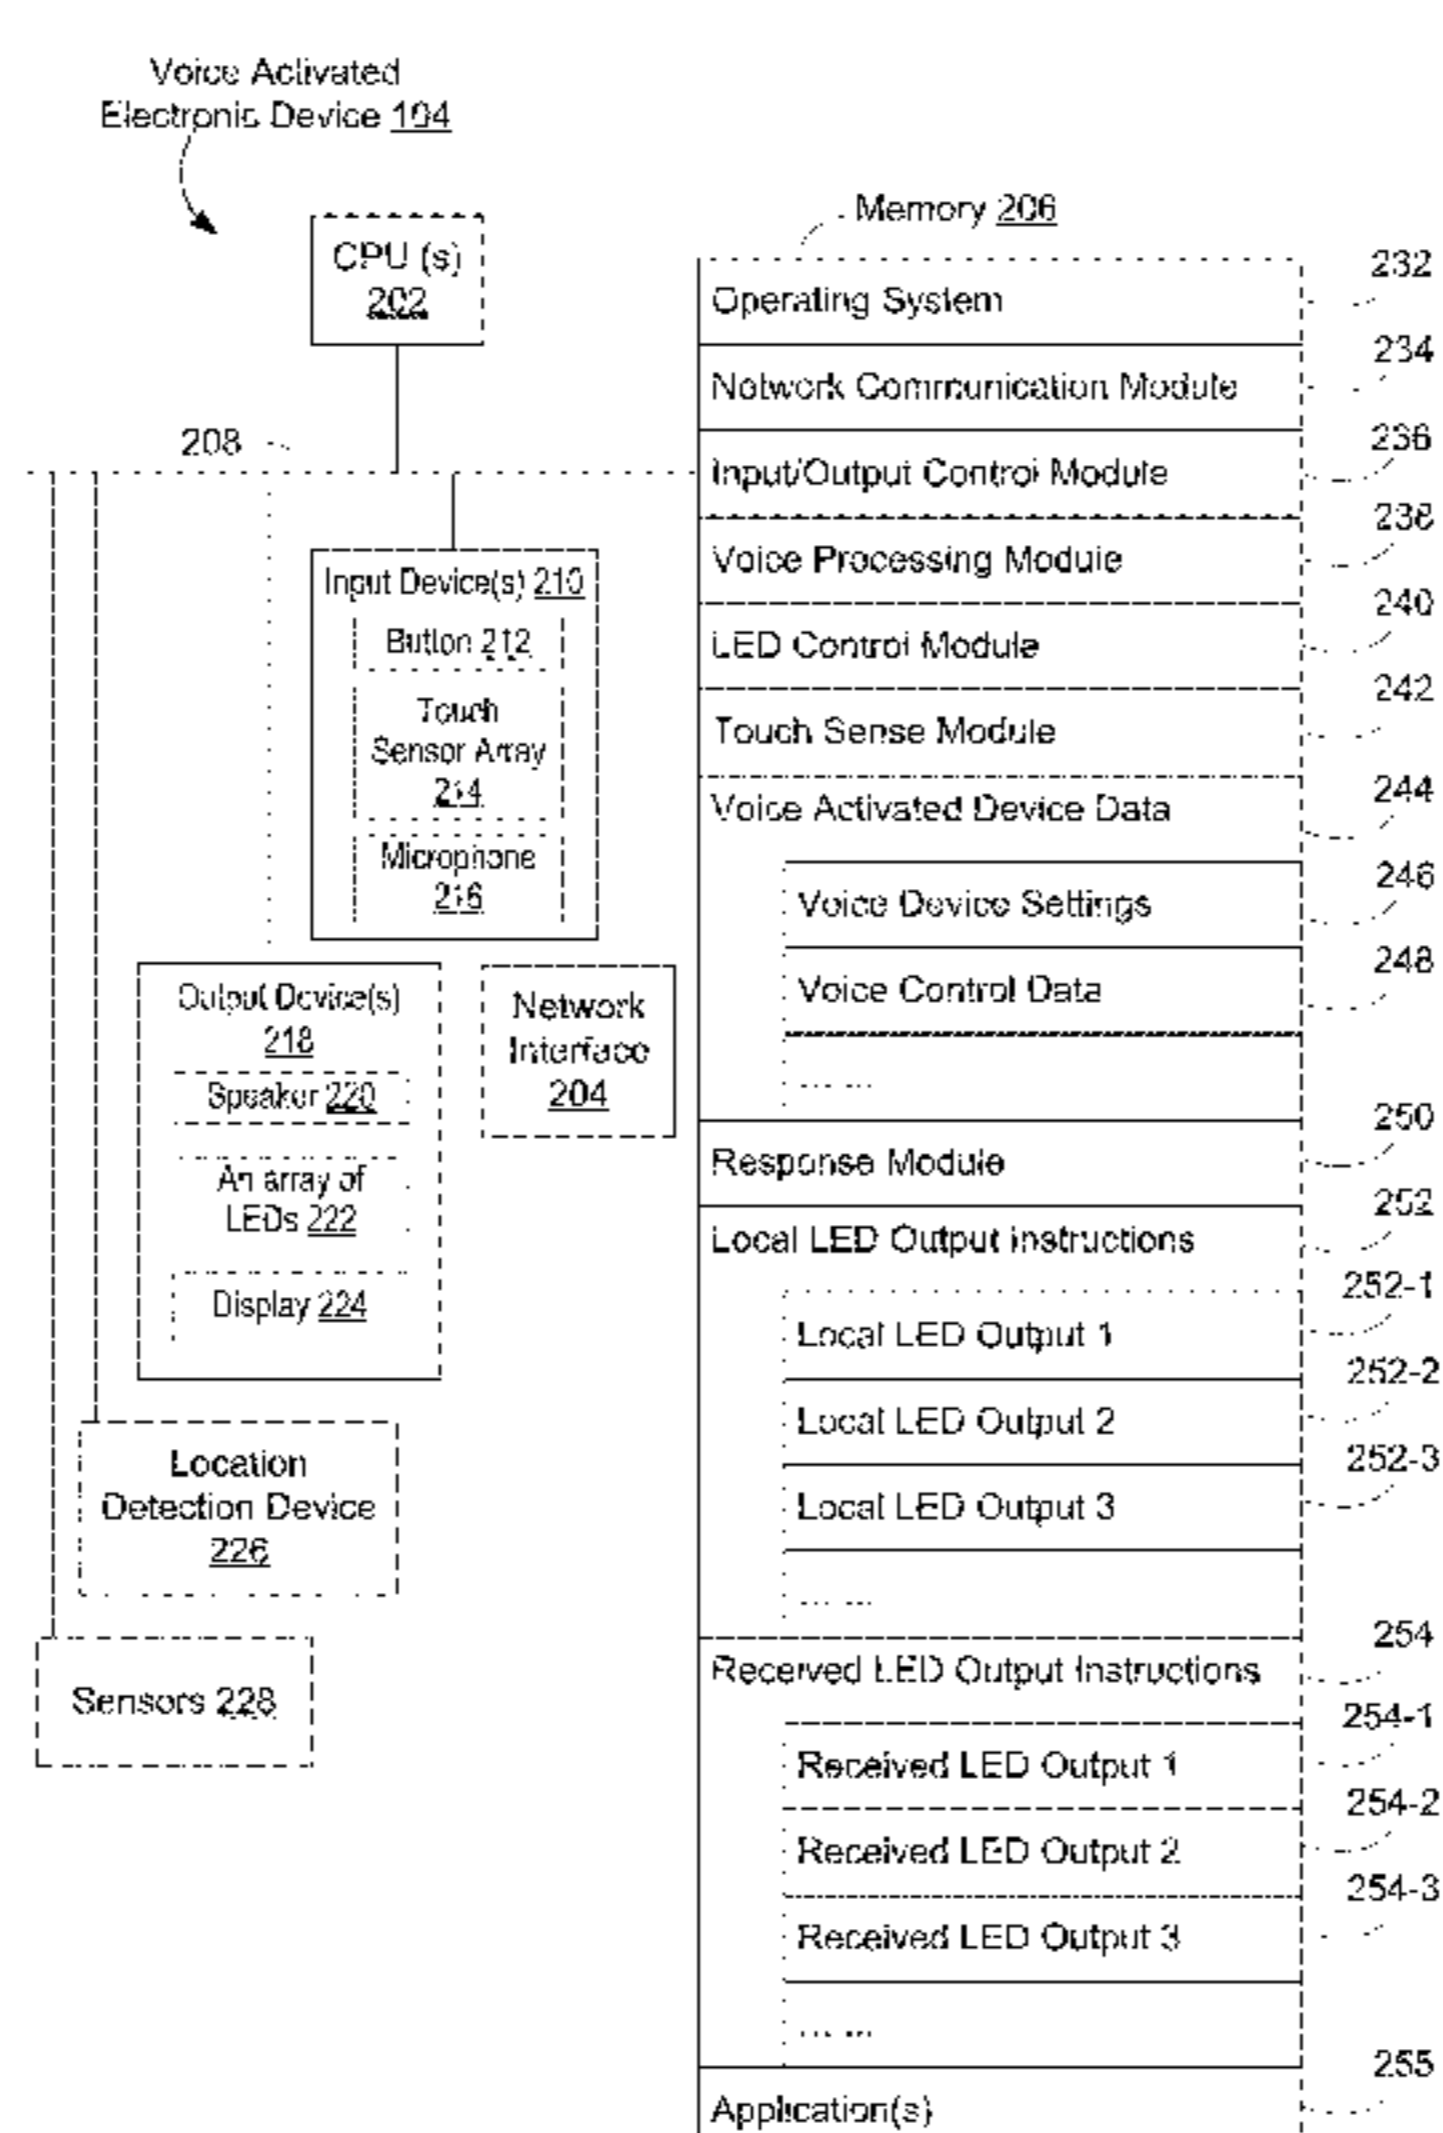 Voice Activated
Electronic Device 104
CPU (s)
202
208
Input Device(s) 210
Button 212
Touch
Sensor Array
214
Microphone
216
Output Device(s)
218
Speaker 220
An array of
LEDs 222
Display 224
Network
Interface
204
Location
Detection Device
226
Sensors 228
Memory 206
Operating System
232
Network Communication Module
234
Input/Output Control Module
236
Voice Processing Module
238
LED Control Module
240
Touch Sense Module
242
Voice Activated Device Data
244
Voice Device Settings
246
Voice Control Data
248
... ...
Response Module
250
Local LED Output Instructions
252
Local LED Output 1
252-1
Local LED Output 2
252-2
Local LED Output 3
252-3
... ...
Received LED Output Instructions
254
Received LED Output 1
254-1
Received LED Output 2
254-2
Received LED Output 3
254-3
... ...
Application(s)
255